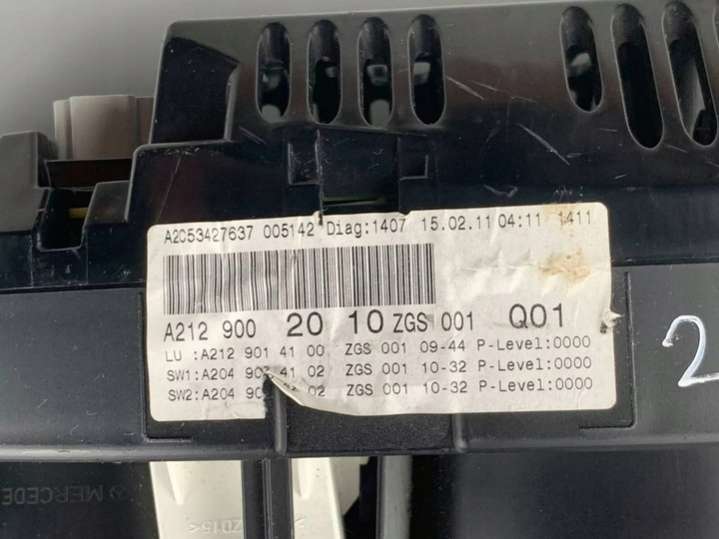 A2C53427637 005142 Diag:1407 15.02.11 04:11 1411
A212 900 20 10 ZGS 001 Q01
LU :A212 901 41 00 ZGS 001 09-44 P-Level:0000
SW1:A204 902 41 02 ZGS 001 10-32 P-Level:0000
SW2:A204 02 ZGS 001 10-32 P-Level:0000
2
MERCEDE